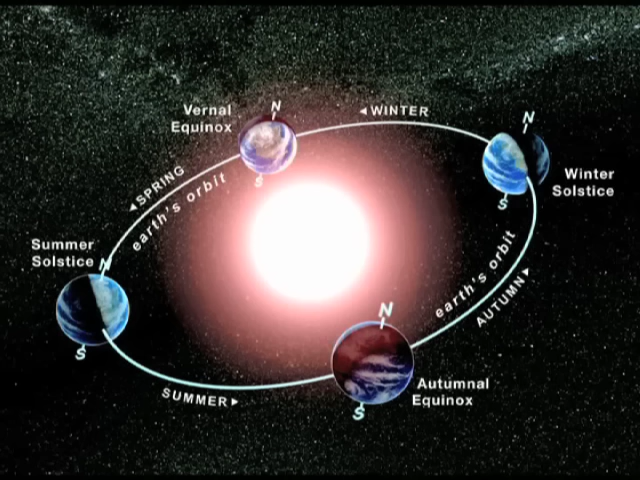 N
Vernal
Equinox
S
◄WINTER
N
Winter
Solstice
S
◄SPRING
earth's orbit
Summer
Solstice
N
S
earth's orbit
AUTUMN►
N
Autumnal
Equinox
S
SUMMER►